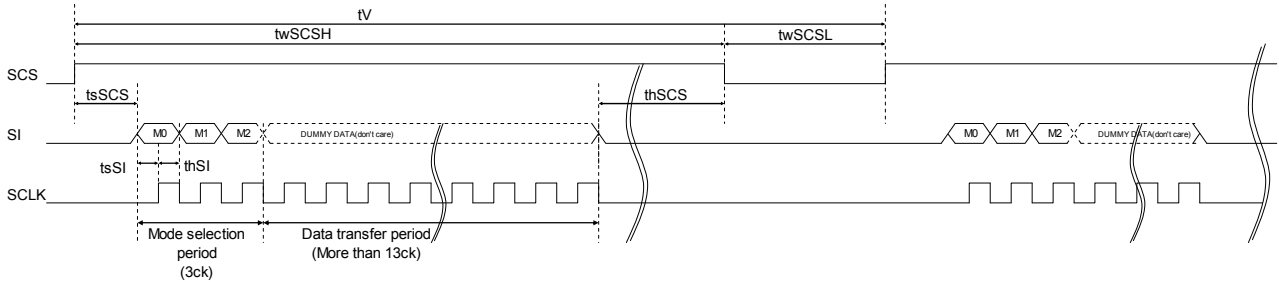 tV
twSCSH
twSCSL
SCS
tsSCS
thSCS
SI
M0
M1
M2
DUMMY DATA(don't care)
M0
M1
M2
DUMMY DATA(don't care)
tsSI
thSI
SCLK
Mode selection
period
(3ck)
Data transfer period
(More than 13ck)